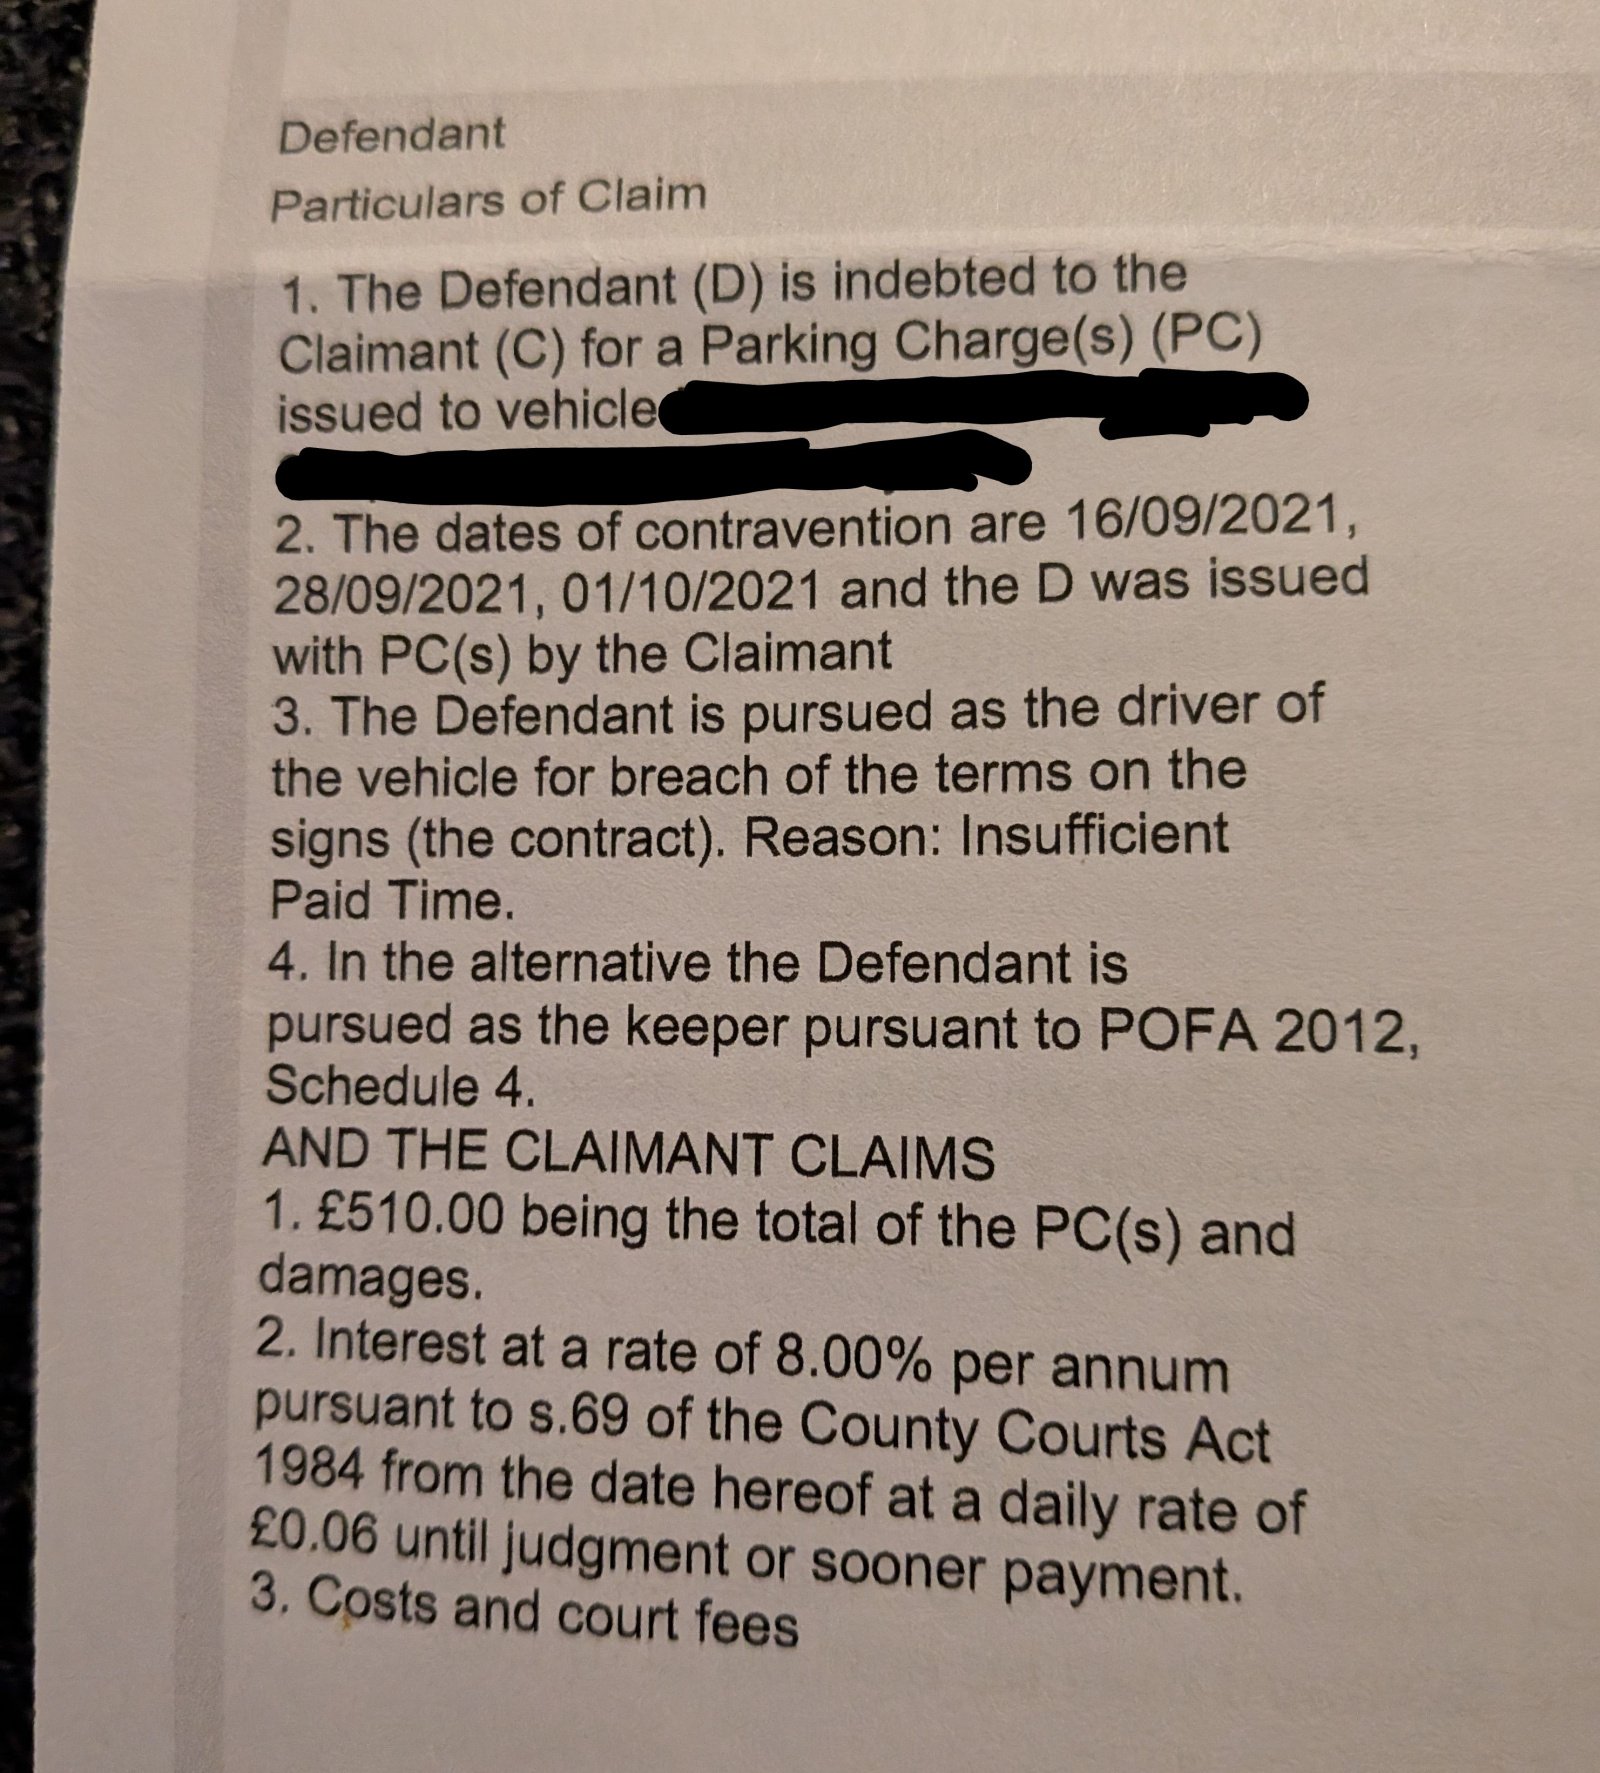 Defendant
Particulars of Claim
1. The Defendant (D) is indebted to the
Claimant (C) for a Parking Charge(s) (PC)
issued to vehicle
2. The dates of contravention are 16/09/2021,
28/09/2021, 01/10/2021 and the D was issued
with PC(s) by the Claimant
3. The Defendant is pursued as the driver of
the vehicle for breach of the terms on the
signs (the contract). Reason: Insufficient
Paid Time.
4. In the alternative the Defendant is
pursued as the keeper pursuant to POFA 2012,
Schedule 4.
AND THE CLAIMANT CLAIMS
1. £510.00 being the total of the PC(s) and
damages.
2. Interest at a rate of 8.00% per annum
pursuant to s.69 of the County Courts Act
1984 from the date hereof at a daily rate of
£0.06 until judgment or sooner payment.
3. Costs and court fees